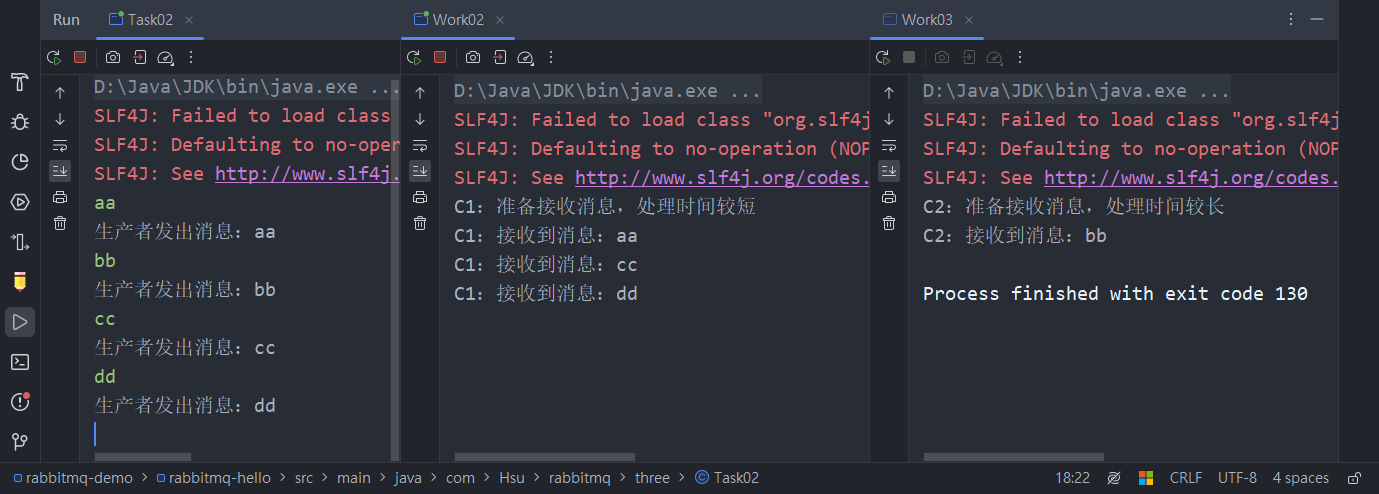 Run
Task02
Work02
Work03
D:\Java\JDK\bin\java.exe ...
SLF4J: Failed to load class
SLF4J: Defaulting to no-oper
SLF4J: See http://www.slf4j.
aa
生产者发出消息：aa
bb
生产者发出消息：bb
cc
生产者发出消息：cc
dd
生产者发出消息：dd
D:\Java\JDK\bin\java.exe ...
SLF4J: Failed to load class "org.slf4j
SLF4J: Defaulting to no-operation (NOP
SLF4J: See http://www.slf4j.org/codes.
C1：准备接收消息，处理时间较短
C1：接收到消息：aa
C1：接收到消息：cc
C1：接收到消息：dd
D:\Java\JDK\bin\java.exe ...
SLF4J: Failed to load class "org.slf4j
SLF4J: Defaulting to no-operation (NOP
SLF4J: See http://www.slf4j.org/codes.
C2：准备接收消息，处理时间较长
C2：接收到消息：bb
Process finished with exit code 130
rabbitmq-demo > rabbitmq-hello > src > main > java > com > Hsu > rabbitmq > three > Task02
18:22 CRLF UTF-8 4 spaces